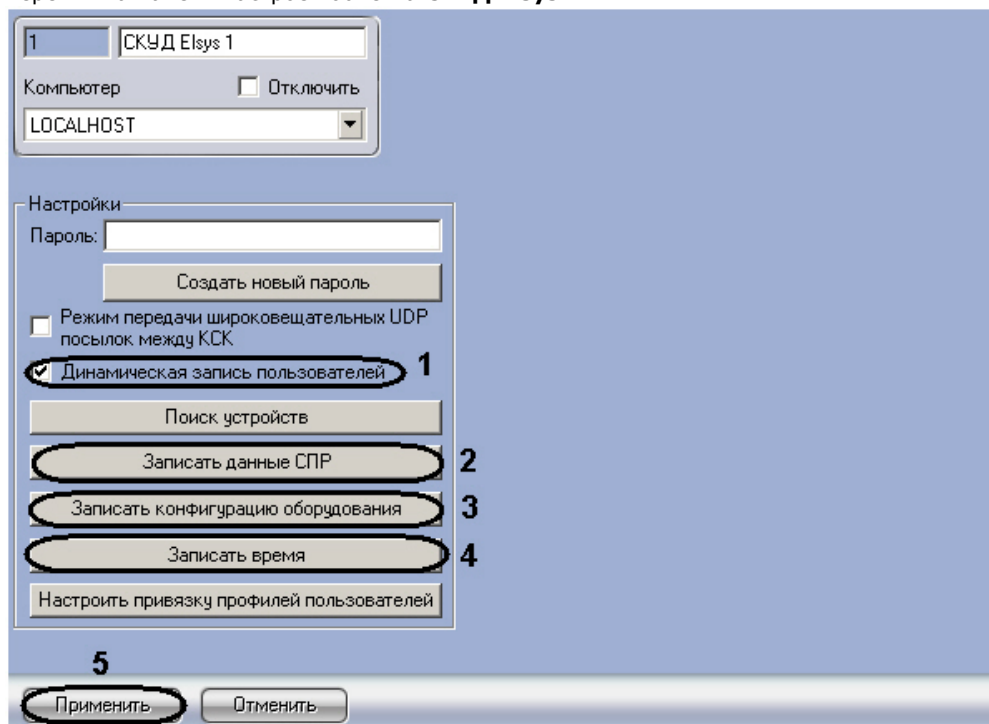 1
СКУД Elsys 1
Компьютер
Отключить
LOCALHOST
Настройки
Пароль:
Создать новый пароль
Режим передачи широковещательных UDP
посылок между КСК
Динамическая запись пользователей 1
Поиск устройств
Записать данные СПР 2
Записать конфигурацию оборудования 3
Записать время 4
Настроить привязку профилей пользователей
5
Применить
Отменить